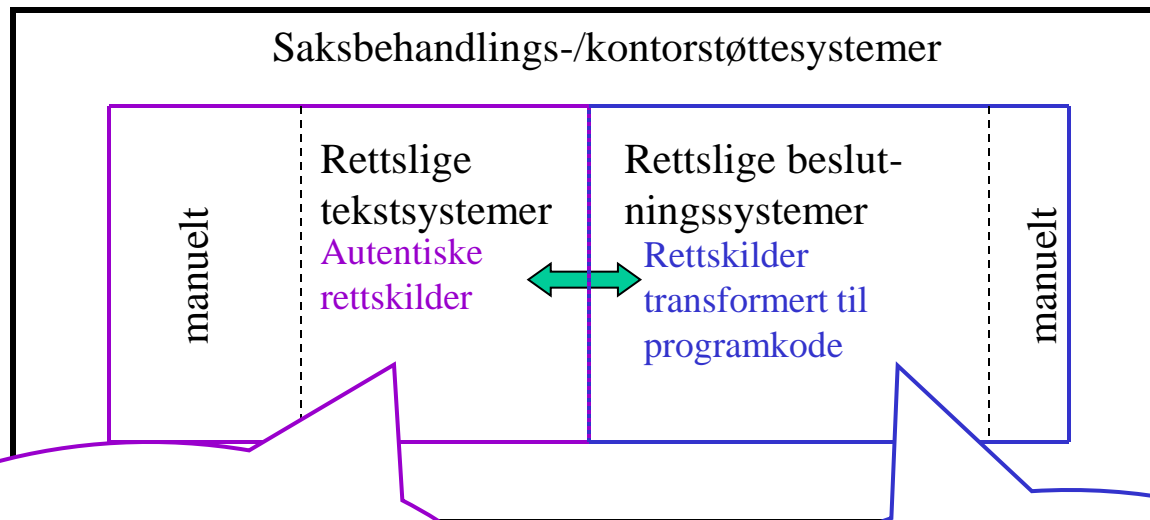 Saksbehandlings-/kontorstøttesystemer
manuelt
Rettslige
tekstsystemer
Autentiske
rettskilder
Rettslige beslut-
ningssystemer
Rettskilder
transformert til
programkode
manuelt